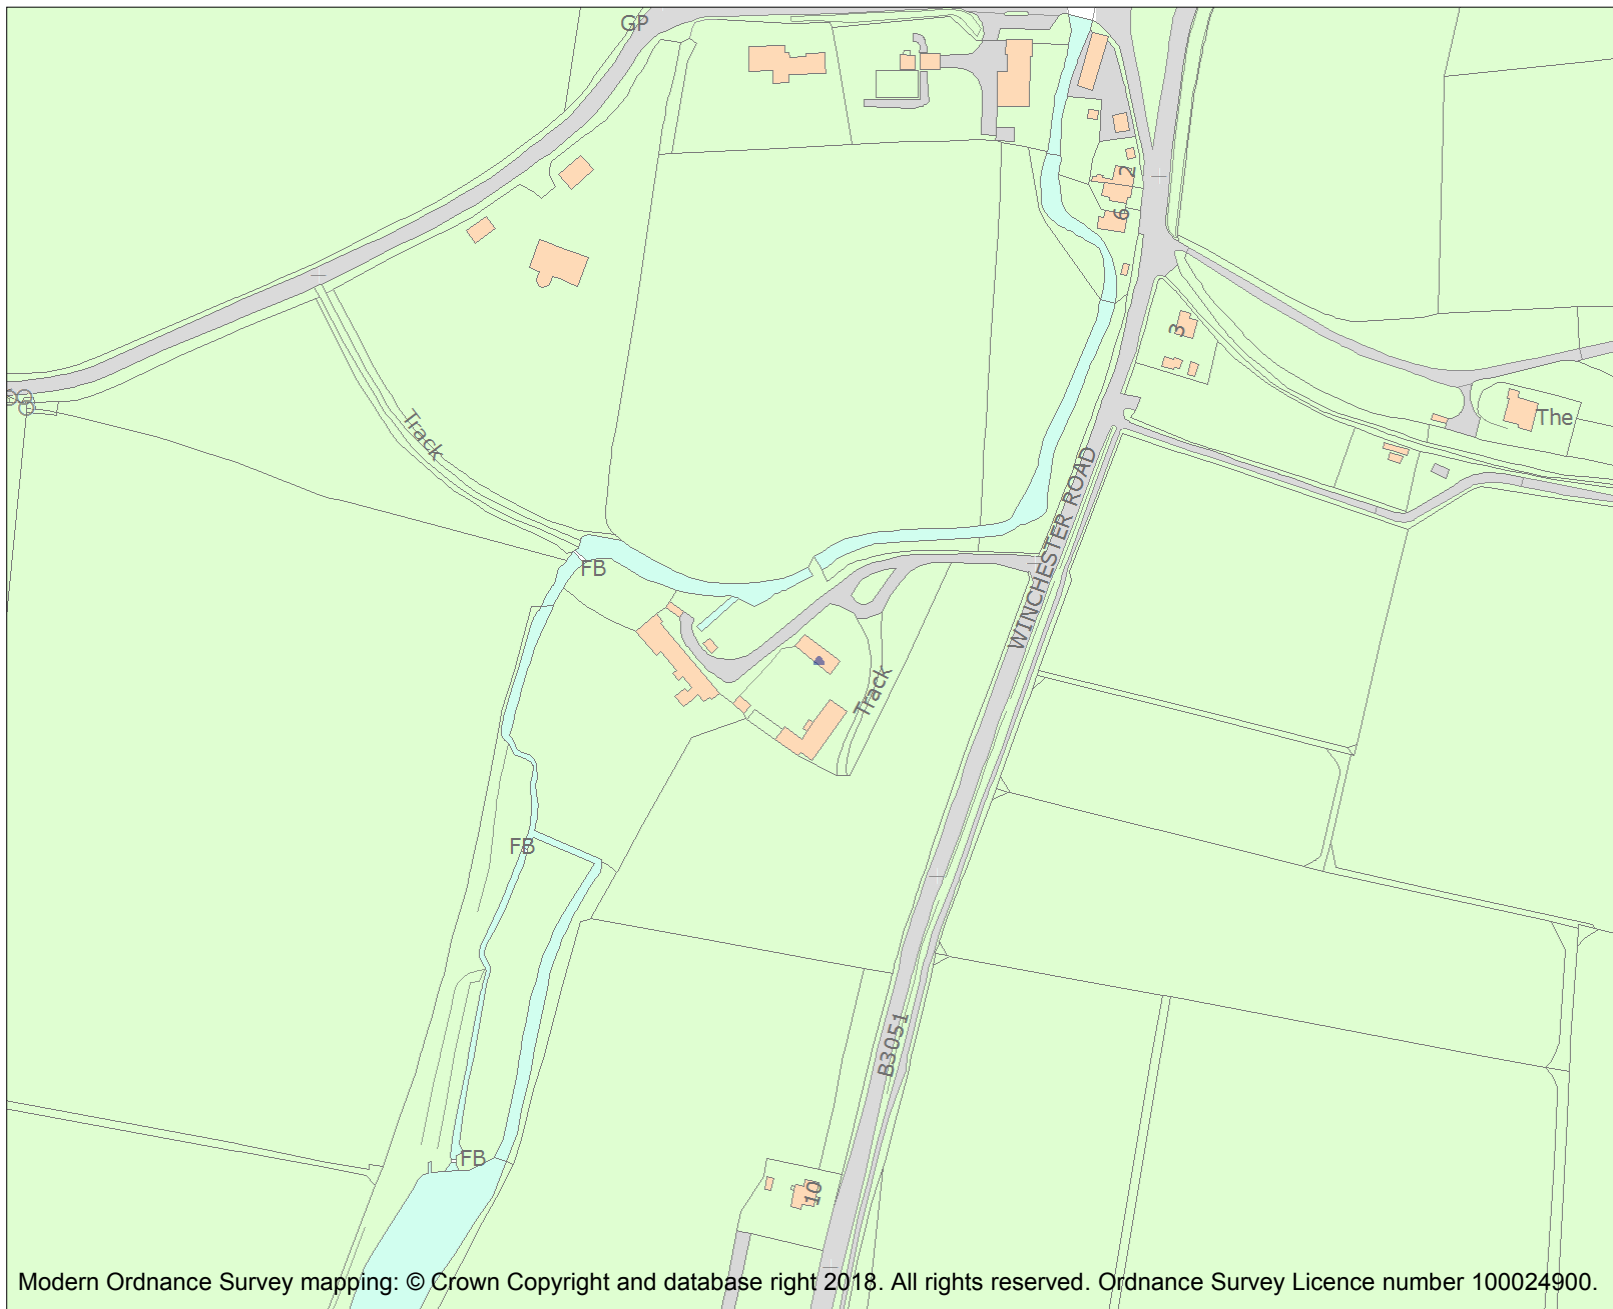 GP
2
6
3
The
Track
WINCHESTER ROAD
FB
Track
FB
B3051
FB
10
Modern Ordnance Survey mapping: © Crown Copyright and database right 2018. All rights reserved. Ordnance Survey Licence number 100024900.